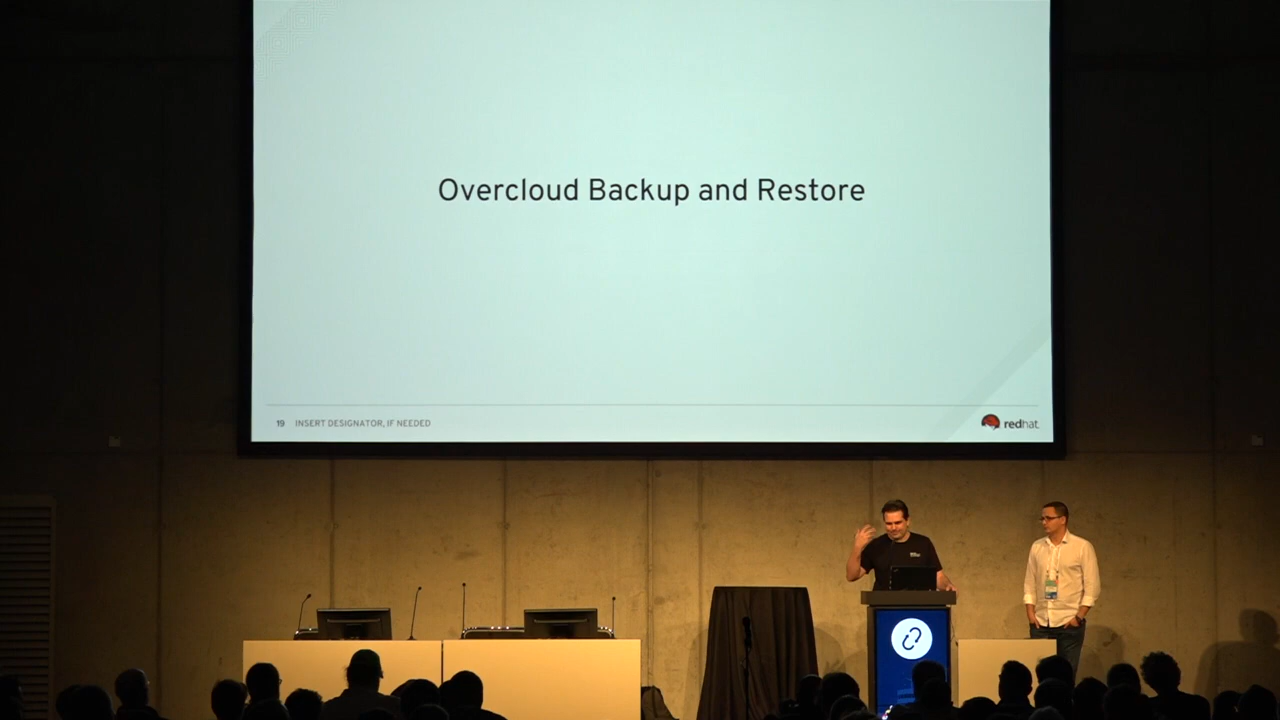 Overcloud Backup and Restore
19 INSERT DESIGNATOR, IF NEEDED
redhat.